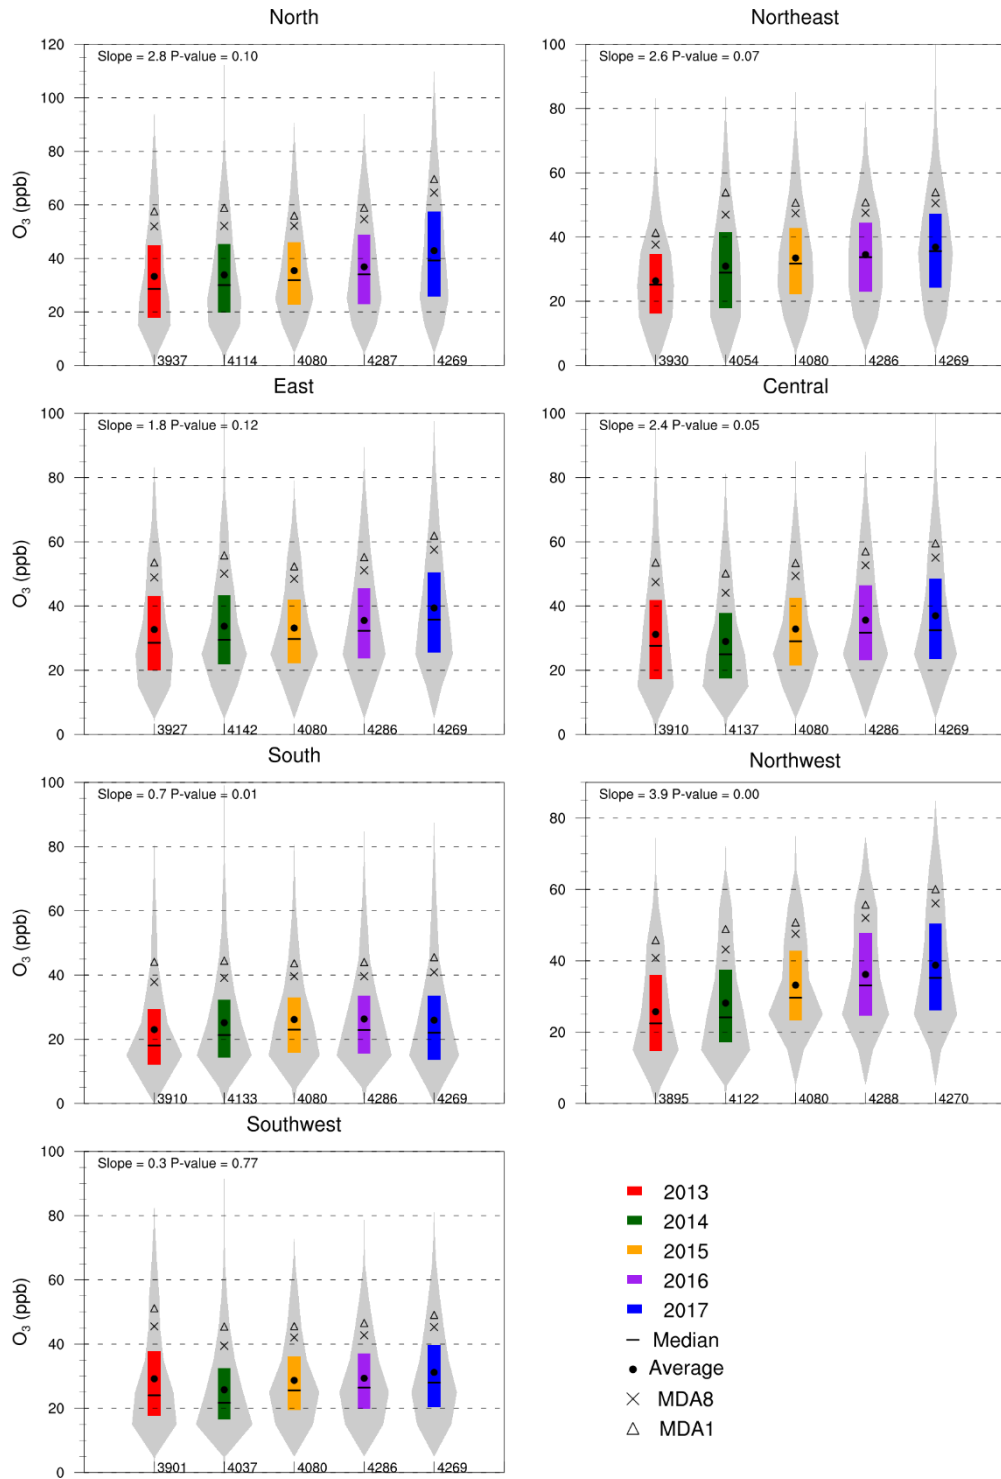 North
Slope = 2.8 P-value = 0.10
O3 (ppb)
120
100
80
60
40
20
0
3937 4114 4080 4287 4269
Northeast
Slope = 2.6 P-value = 0.07
100
80
60
40
20
0
3930 4054 4080 4286 4269
East
Slope = 1.8 P-value = 0.12
O3 (ppb)
100
80
60
40
20
0
3927 4142 4080 4286 4269
Central
Slope = 2.4 P-value = 0.05
100
80
60
40
20
0
3910 4137 4080 4286 4269
South
Slope = 0.7 P-value = 0.01
O3 (ppb)
100
80
60
40
20
0
3910 4133 4080 4286 4269
Northwest
Slope = 3.9 P-value = 0.00
80
60
40
20
0
3895 4122 4080 4288 4270
Southwest
Slope = 0.3 P-value = 0.77
O3 (ppb)
100
80
60
40
20
0
3901 4037 4080 4286 4269
2013
2014
2015
2016
2017
Median
Average
MDA8
MDA1